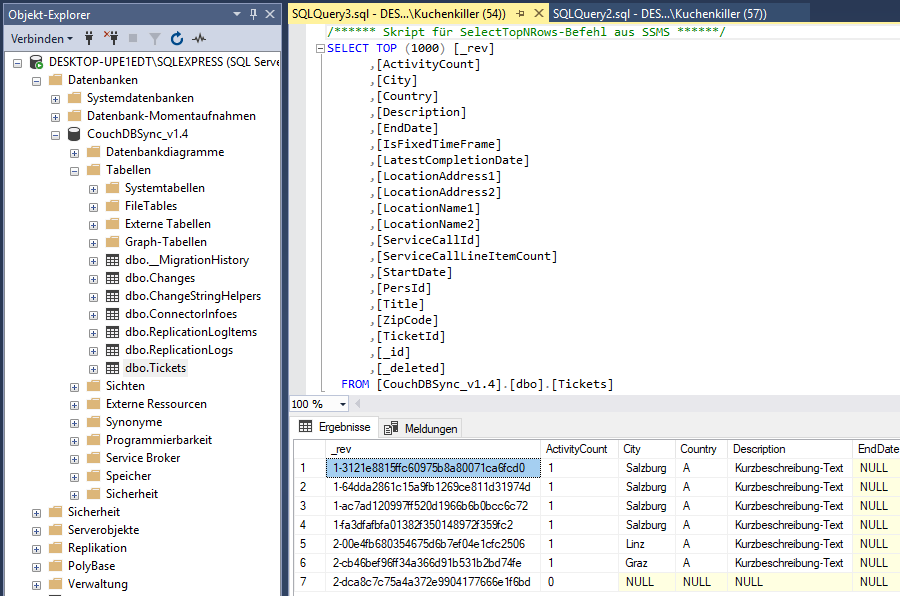 Objekt-Explorer
Verbinden
DESKTOP-UPE1EDT\SQLEXPRESS (SQL Serve
Datenbanken
Systemdatenbanken
Datenbank-Momentaufnahmen
CouchDBSync_v1.4
Datenbankdiagramme
Tabellen
Systemtabellen
FileTables
Externe Tabellen
Graph-Tabellen
dbo.__MigrationHistory
dbo.Changes
dbo.ChangeStringHelpers
dbo.ConnectorInfoes
dbo.ReplicationLogItems
dbo.ReplicationLogs
dbo.Tickets
Sichten
Externe Ressourcen
Synonyme
Programmierbarkeit
Service Broker
Speicher
Sicherheit
Sicherheit
Serverobjekte
Replikation
PolyBase
Verwaltung
SQLQuery3.sql - DES...\Kuchenkiller (54)) SQLQuery2.sql - DES...\Kuchenkiller (57))
/****** Skript für SelectTopNRows-Befehl aus SSMS ******/
SELECT TOP (1000) [_rev]
,[ActivityCount]
,[City]
,[Country]
,[Description]
,[EndDate]
,[IsFixedTimeFrame]
,[LatestCompletionDate]
,[LocationAddress1]
,[LocationAddress2]
,[LocationName1]
,[LocationName2]
,[ServiceCallId]
,[ServiceCallLineItemCount]
,[StartDate]
,[PersId]
,[Title]
,[ZipCode]
,[TicketId]
,[_id]
,[_deleted]
FROM [CouchDBSync_v1.4].[dbo].[Tickets]
100 %
Ergebnisse Meldungen
_rev ActivityCount City Country Description EndDate
1 1-3121e8815ffc60975b8a80071ca6fcd0 1 Salzburg A Kurzbeschreibung-Text NULL
2 1-64dda2861c15a9fb1269ce811d31974d 1 Salzburg A Kurzbeschreibung-Text NULL
3 1-ac7ad120997ff520d1966b6b0bcc6c72 1 Salzburg A Kurzbeschreibung-Text NULL
4 1-fa3dfafbfa01382f350148972f359fc2 1 Salzburg A Kurzbeschreibung-Text NULL
5 2-00e4fb680354675d6b7ef04e1cfc2506 1 Linz A Kurzbeschreibung-Text NULL
6 2-cb46bef96ff34a366d91b531b2bd74fe 1 Graz A Kurzbeschreibung-Text NULL
7 2-dca8c7c75a4a372e9904177666e1f6bd 0 NULL NULL NULL NULL